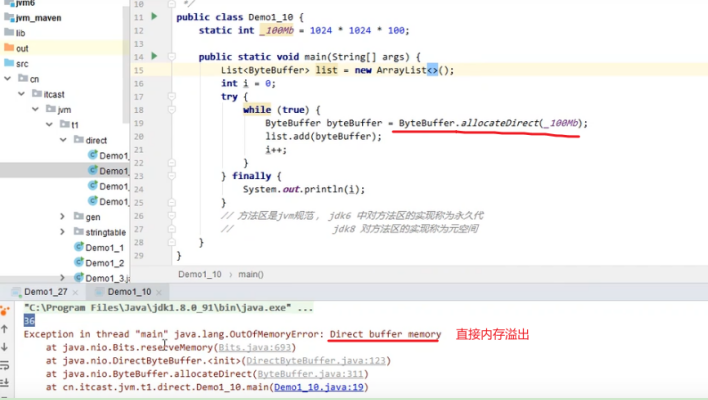 jvm6
jvm_maven
lib
out
src
cn
itcast
jvm
t1
direct
Demo1_
Demo1_
Demo1_
Demo1_
gen
stringtable
Demo1_1
Demo1_2
Demo1_3.ja
10 */
11 public class Demo1_10 {
12 static int _100Mb = 1024 * 1024 * 100;
13
14 public static void main(String[] args) {
15 List<ByteBuffer> list = new ArrayList<>();
16 int i = 0;
17 try {
18 while (true) {
19 ByteBuffer byteBuffer = ByteBuffer.allocateDirect(_100Mb);
20 list.add(byteBuffer);
21 i++;
22 }
23 } finally {
24 System.out.println(i);
25 }
26 // 方法区是jvm规范, jdk6 中对方法区的实现称为永久代
27 // jdk8 对方法区的实现称为元空间
28 }
29 }
Demo1_10 › main()
Demo1_27 × Demo1_10 ×
"C:\Program Files\Java\jdk1.8.0_91\bin\java.exe" ...
36
Exception in thread "main" java.lang.OutOfMemoryError: Direct buffer memory 直接内存溢出
at java.nio.Bits.reserveMemory(Bits.java:693)
at java.nio.DirectByteBuffer.<init>(DirectByteBuffer.java:123)
at java.nio.ByteBuffer.allocateDirect(ByteBuffer.java:311)
at cn.itcast.jvm.t1.direct.Demo1_10.main(Demo1_10.java:19)